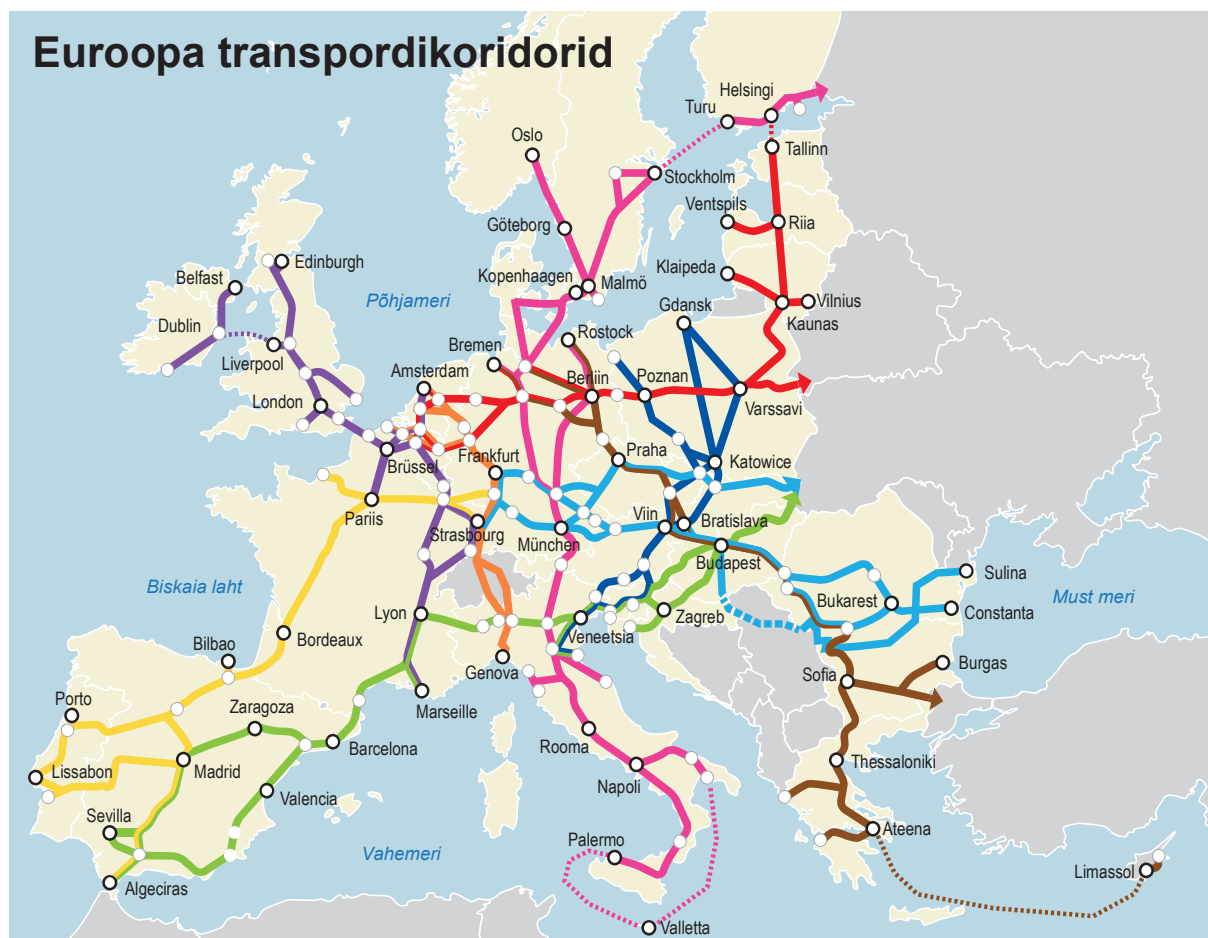 Euroopa transpordikoridorid
Helsingi
Turu
Oslo
Tallinn
Stockholm
Ventspils
Göteborg
Riia
Edinburgh
Klaipeda
Belfast
Kopenhaagen
Malmö
Vilnius
Põhjameri
Gdansk
Kaunas
Dublin
Rostock
Liverpool
Bremen
Amsterdam
Berliin
Poznan
Varssavi
London
Praha
Frankfurt
Katowice
Brüssel
Pariis
Viin
Bratislava
Strasbourg
München
Budapest
Sulina
Biskaia laht
Bukarest
Must meri
Lyon
Constanta
Zagreb
Veneetsia
Bordeaux
Bilbao
Burgas
Genova
Sofia
Porto
Zaragoza
Marseille
Rooma
Barcelona
Thessaloniki
Lissabon
Madrid
Napoli
Valencia
Sevilla
Ateena
Palermo
Vahemeri
Limassol
Algeciras
Valletta